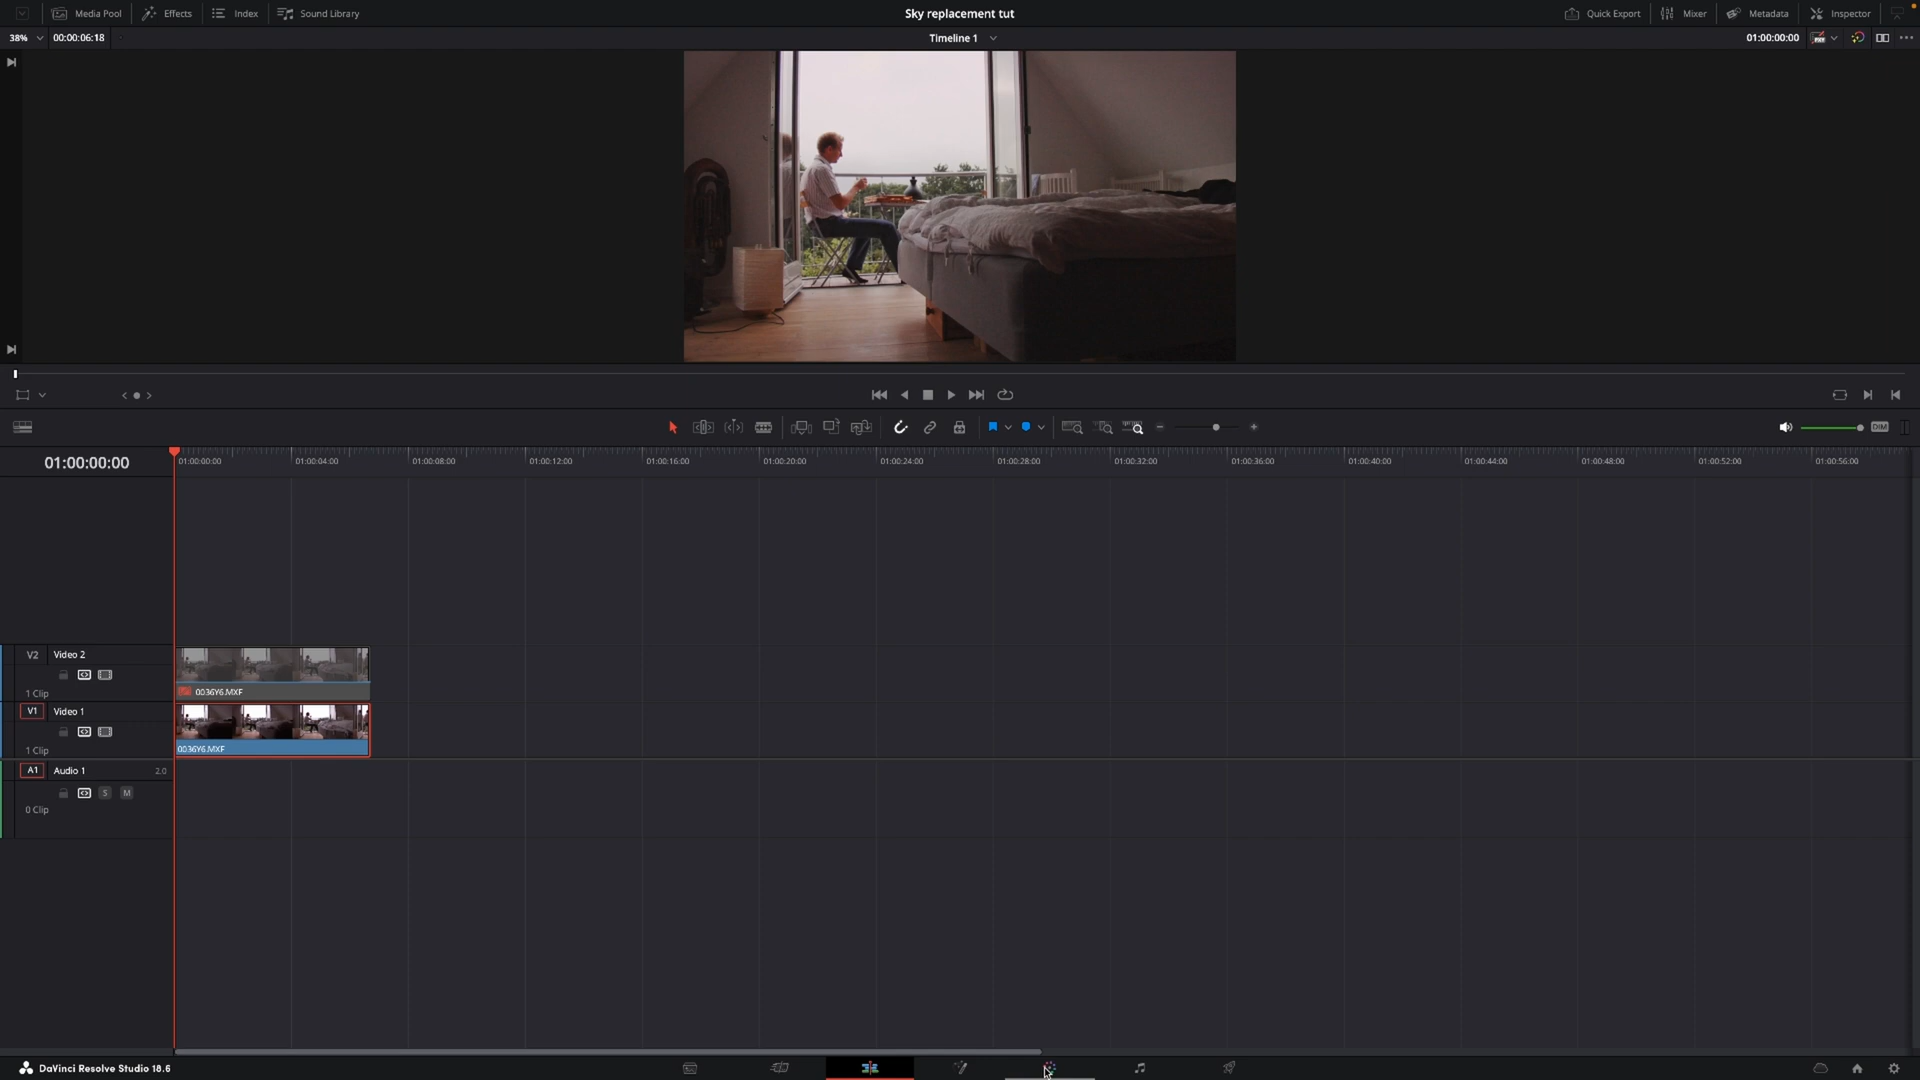 Media Pool
Effects
Index
Sound Library
Sky replacement tut
Quick Export
Mixer
Metadata
Inspector
38%
00:00:06:18
Timeline 1
01:00:00:00
DIM
01:00:00:00
01:00:00:00
01:00:04:00
01:00:08:00
01:00:12:00
01:00:16:00
01:00:20:00
01:00:24:00
01:00:28:00
01:00:32:00
01:00:36:00
01:00:40:00
01:00:44:00
01:00:48:00
01:00:52:00
01:00:56:00
V2
Video 2
1 Clip
0036Y6.MXF
V1
Video 1
1 Clip
0036Y6.MXF
A1
Audio 1
2.0
S
M
0 Clip
DaVinci Resolve Studio 18.6